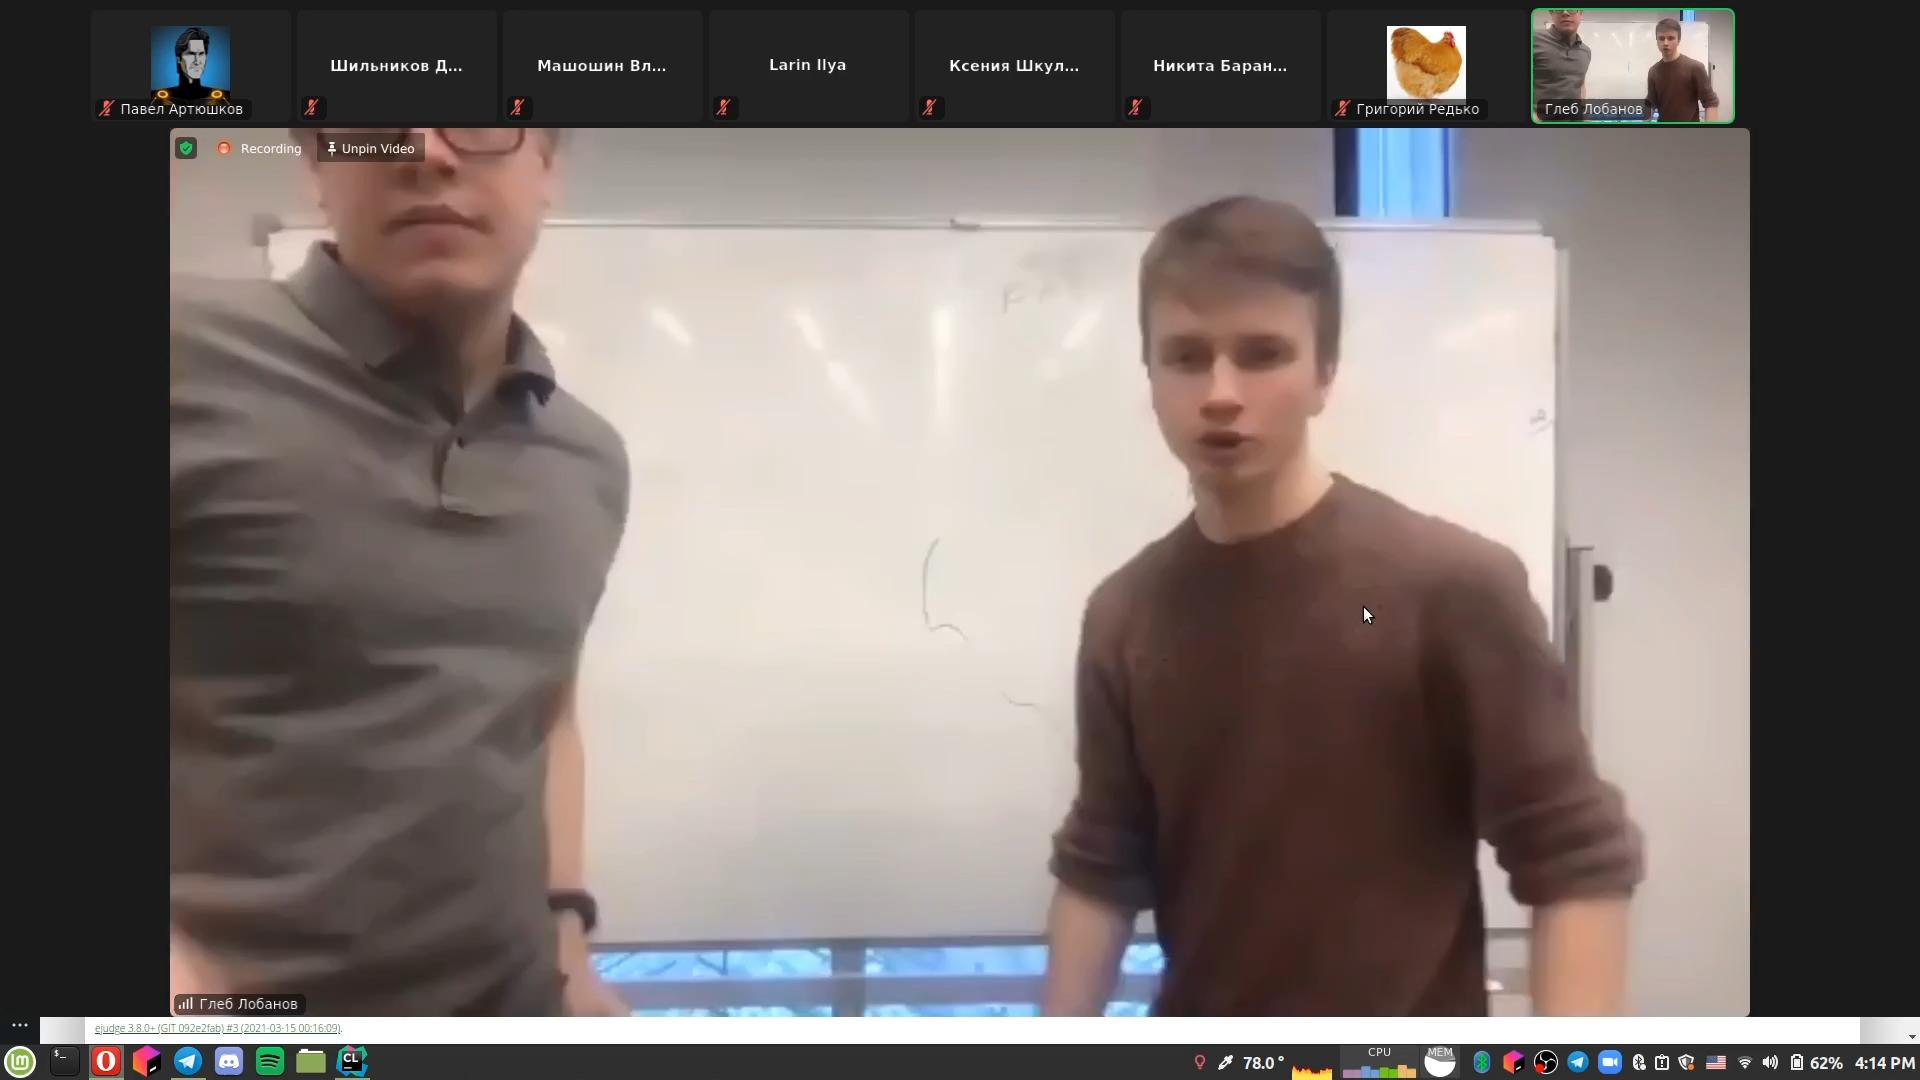 Павел Артюшков
Шильников Д...
Машошин Вл...
Larin Ilya
Ксения Шкул...
Никита Баран...
Григорий Редько
Глеб Лобанов
Recording
Unpin Video
Глеб Лобанов
ejudge 3.8.0+ (GIT 092e2fab) #3 (2021-03-15 00:16:09).
CL
78.0°
CPU
MEM
62%
4:14 PM